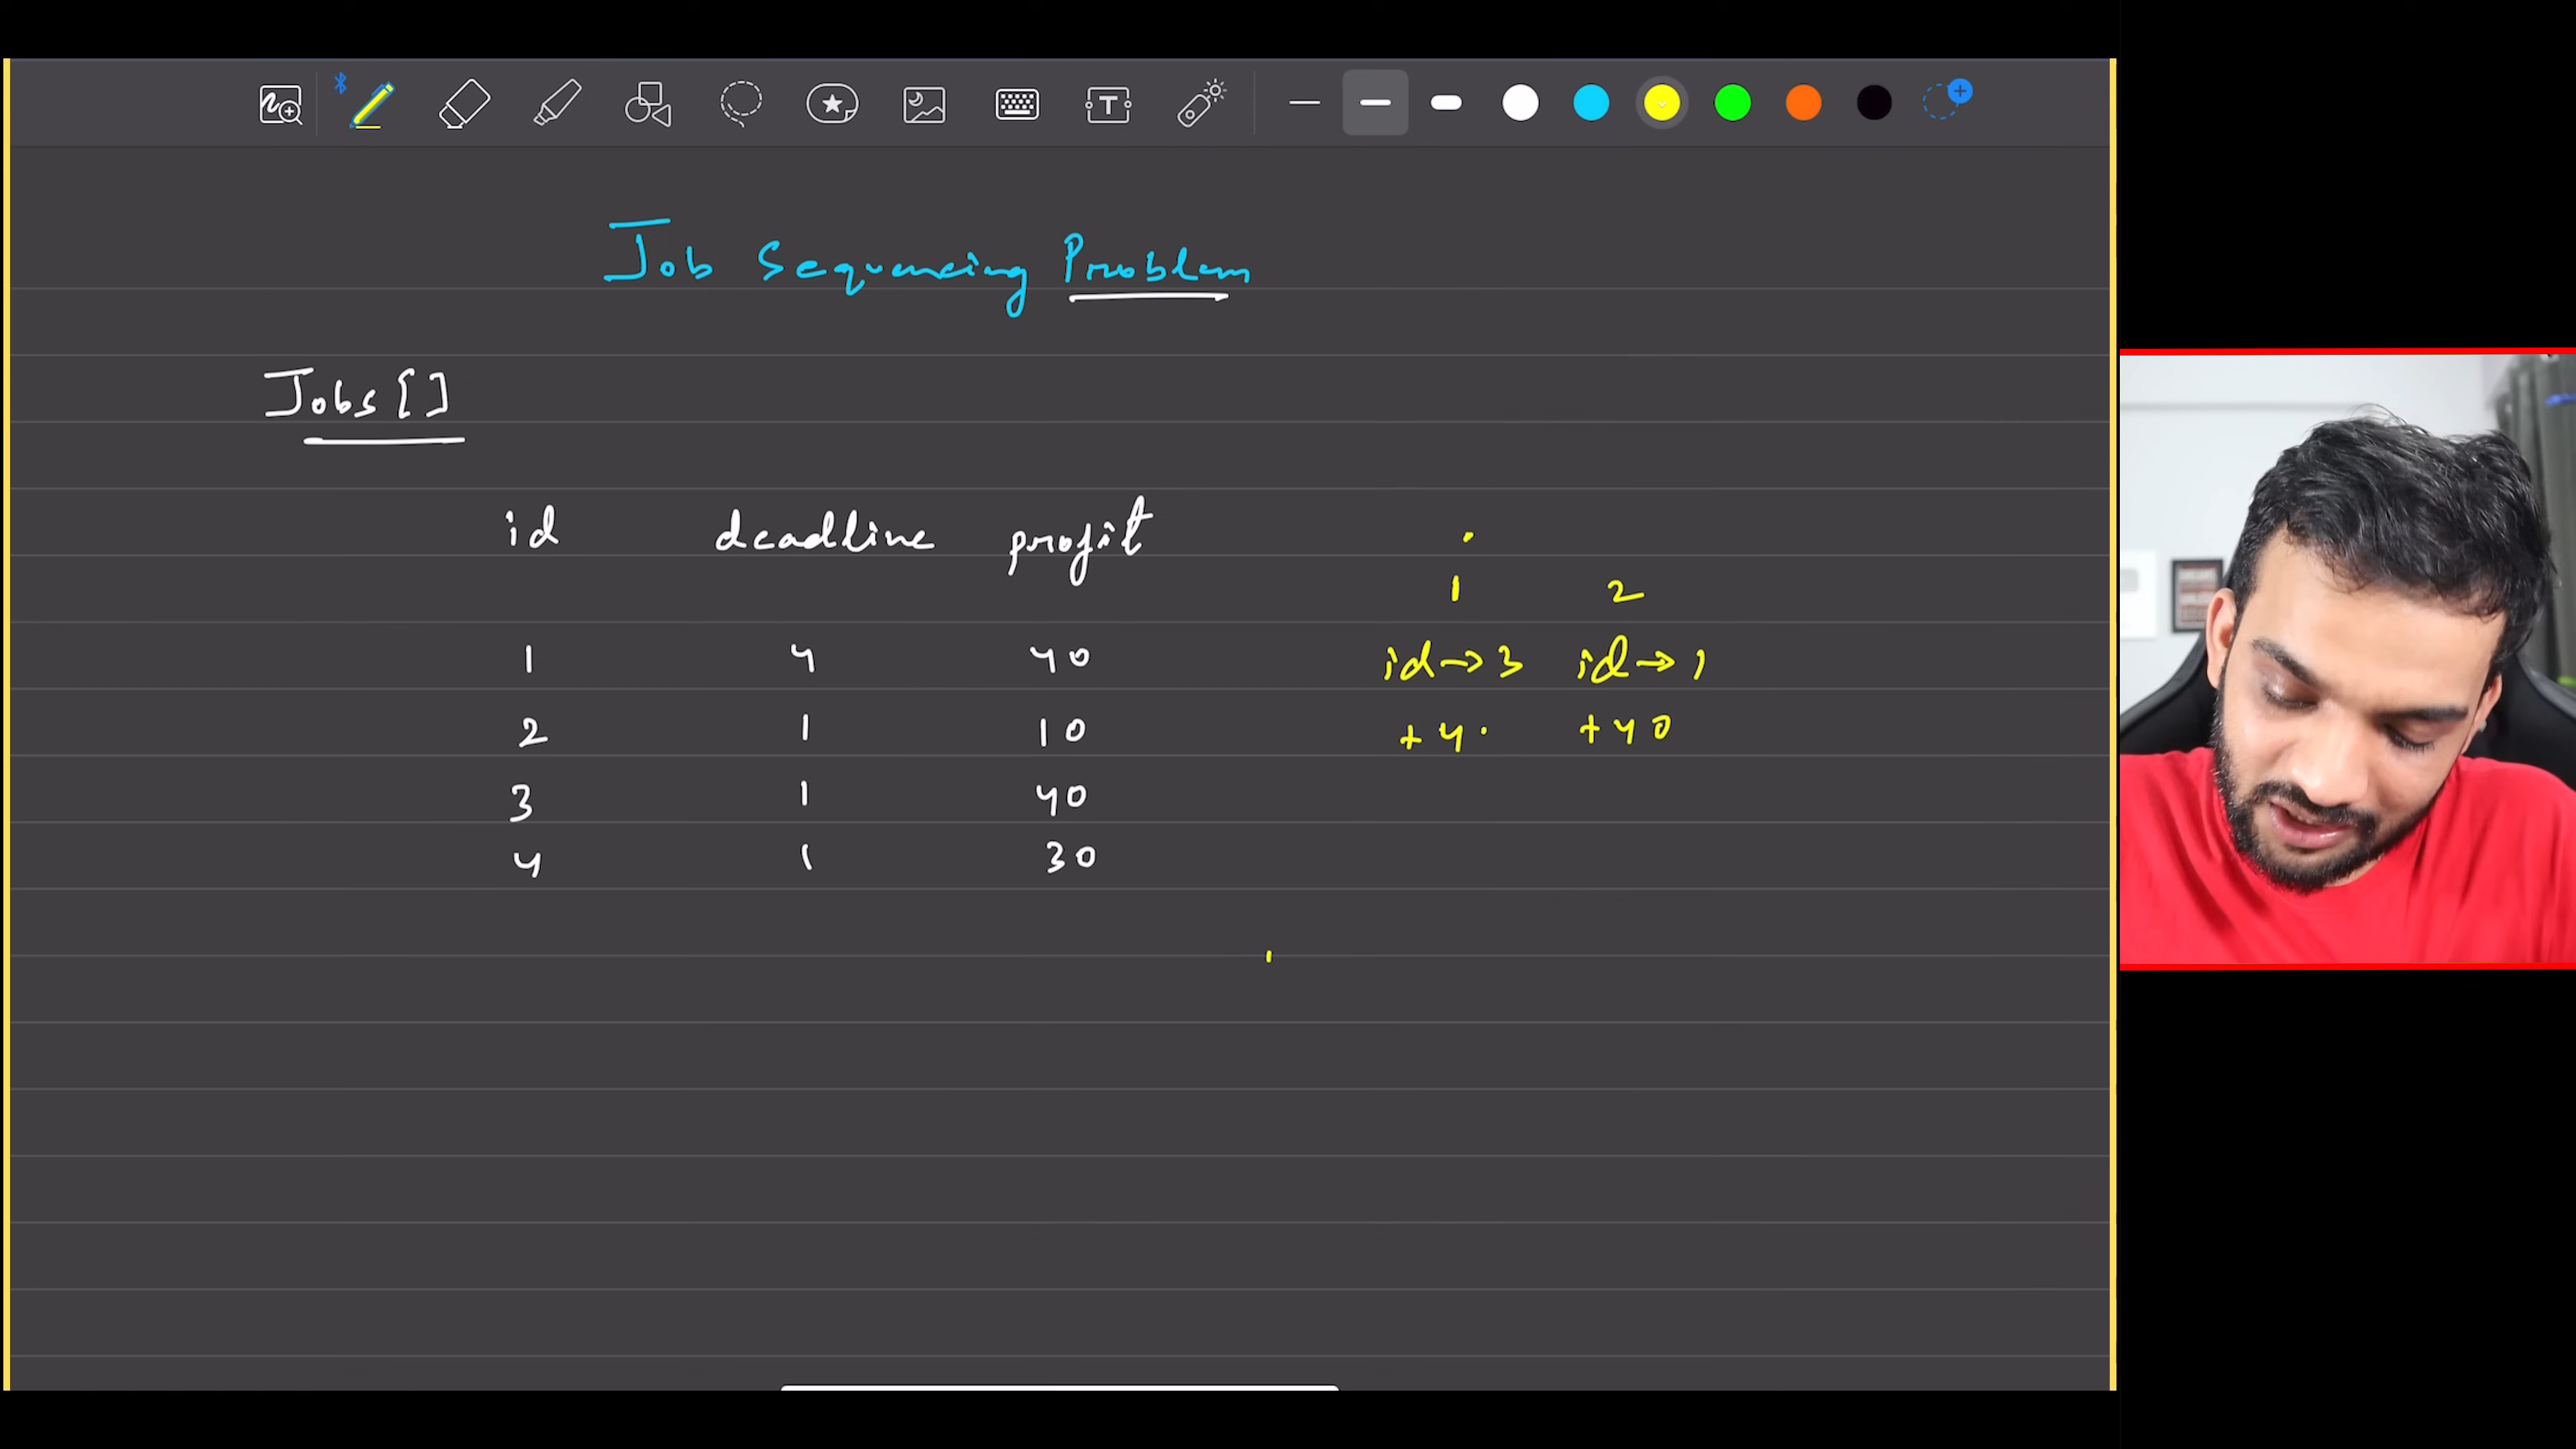 Job Sequencing Problem
Jobs[]
id deadline profit
1 2
1 4 40
id→3 id→1
2 1 10
+4 +40
3 1 40
4 1 30